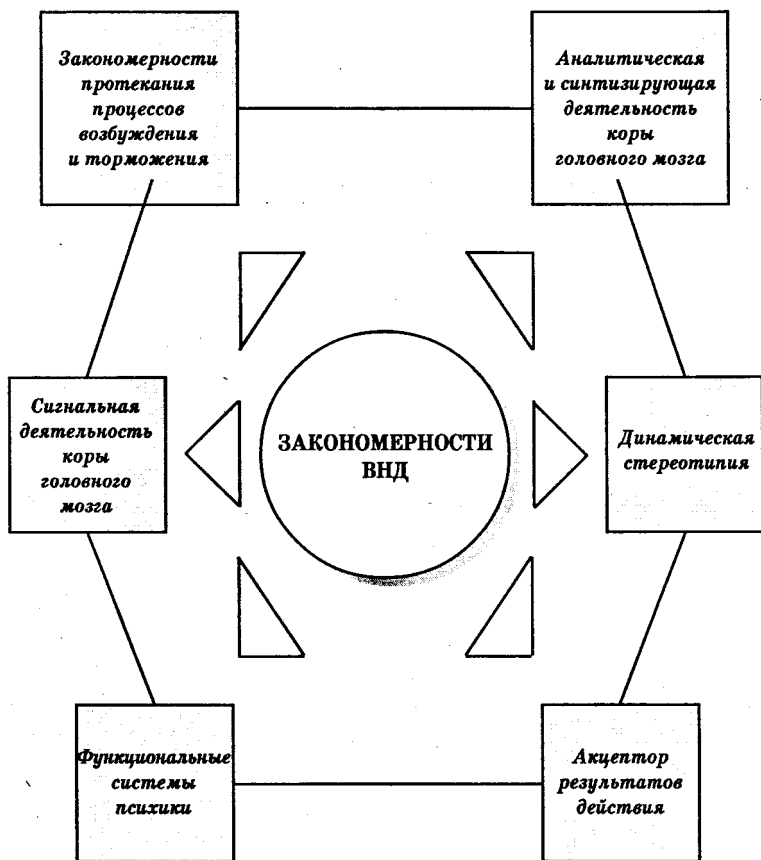 Закономерности
протекания
процессов
возбуждения
и торможения
Аналитическая
и синтизирующая
деятельность
коры
головного мозга
Сигнальная
деятельность
коры
головного
мозга
ЗАКОНОМЕРНОСТИ
ВНД
Динамическая
стереотипия
Функциональные
системы
психики
Акцептор
результатов
действия